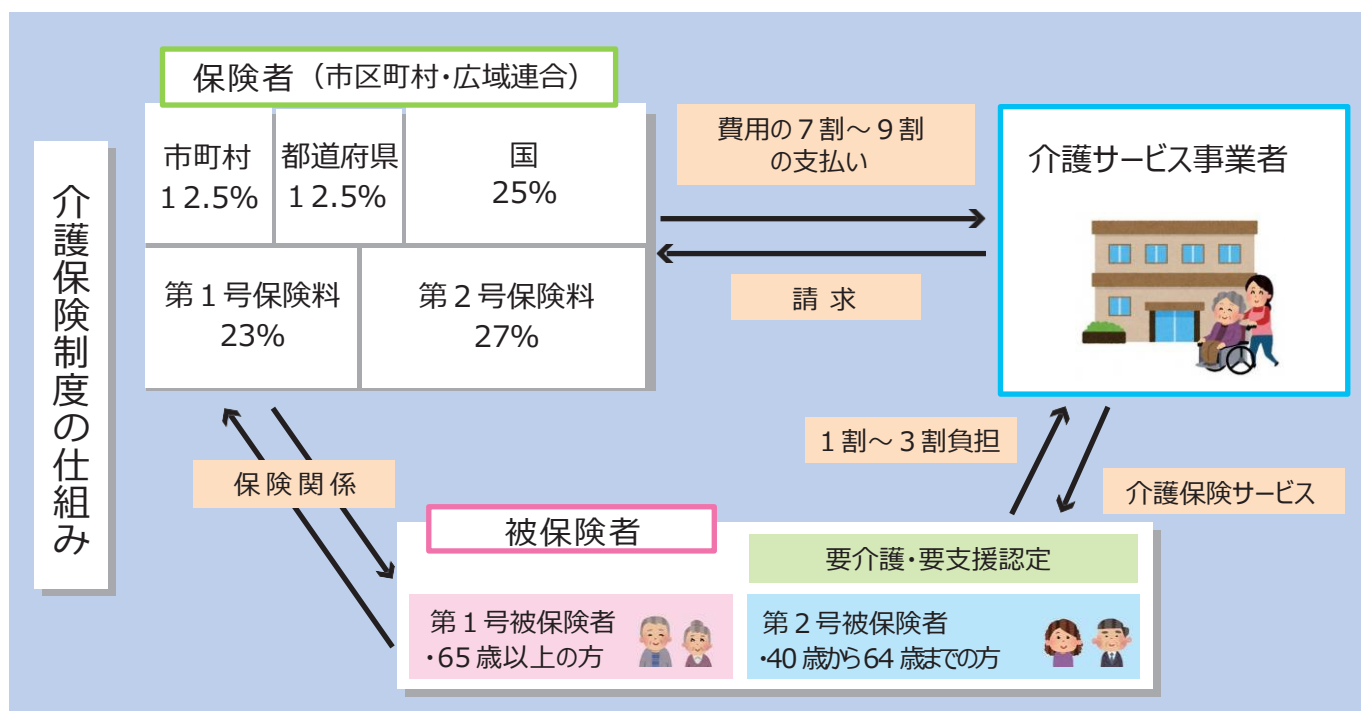 介護保険制度の仕組み
保険者（市区町村・広域連合）
市町村
１2.5%
都道府県
１2.5%
国
25%
第１号保険料
23%
第２号保険料
27%
費用の７割～９割
の支払い
請 求
介護サービス事業者
保 険 関 係
１割～３割負担
介護保険サービス
被保険者
要介護・要支援認定
第１号被保険者
・65 歳以上の方
第２号被保険者
・40 歳から 64 歳までの方